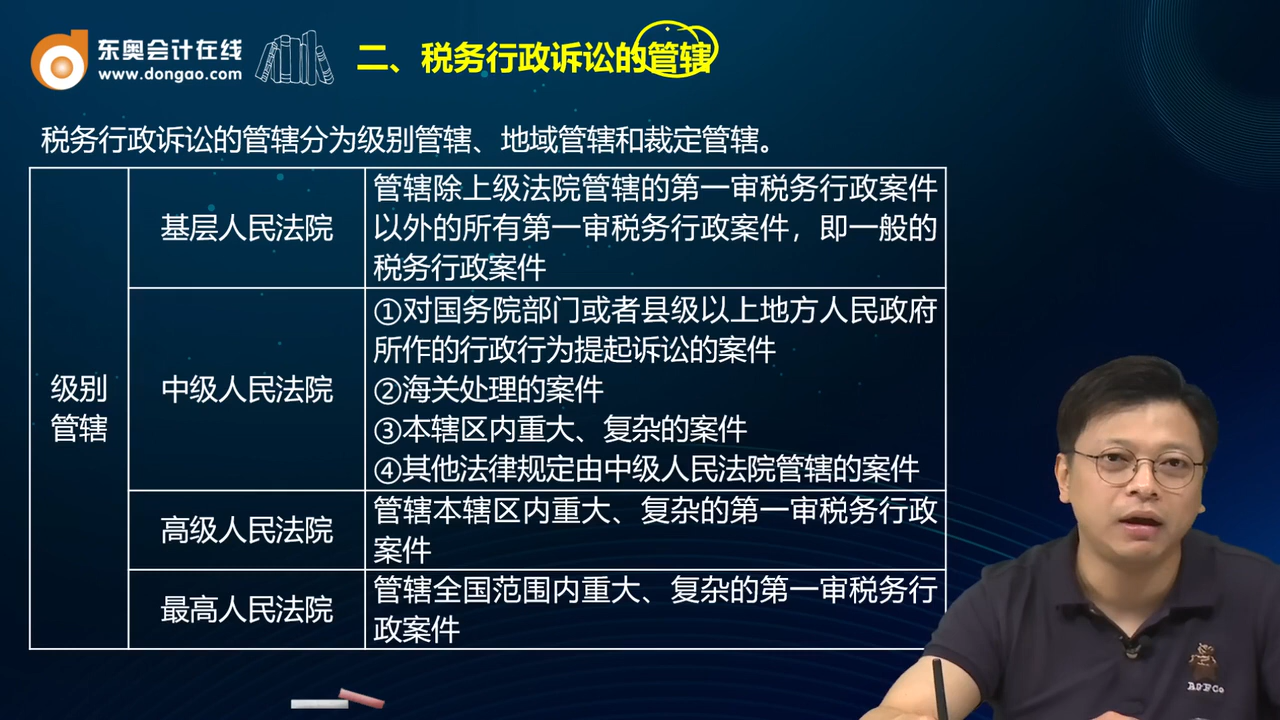 东奥会计在线
www.dongao.com
二、税务行政诉讼的管辖
税务行政诉讼的管辖分为级别管辖、地域管辖和裁定管辖。
级别
管辖
基层人民法院
管辖除上级法院管辖的第一审税务行政案件
以外的所有第一审税务行政案件，即一般的
税务行政案件
中级人民法院
①对国务院部门或者县级以上地方人民政府
所作的行政行为提起诉讼的案件
②海关处理的案件
③本辖区内重大、复杂的案件
④其他法律规定由中级人民法院管辖的案件
高级人民法院
管辖本辖区内重大、复杂的第一审税务行政
案件
最高人民法院
管辖全国范围内重大、复杂的第一审税务行
政案件